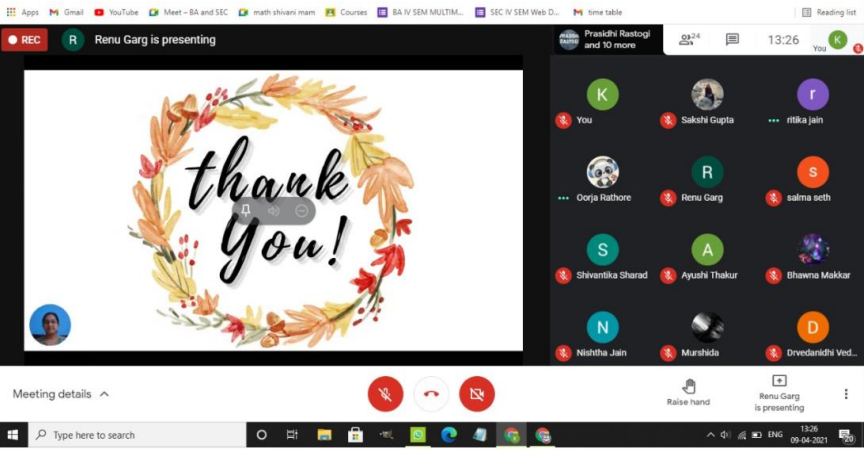 Apps Gmail YouTube Meet – BA and SEC math shivani mam Courses BA IV SEM MULTIM... SEC IV SEM Web D... time table Reading list
REC R Renu Garg is presenting
Prasidhi Rastogi
and 10 more
24
13:26
You K
thank
you!
K
You
Sakshi Gupta
r
ritika jain
Oorja Rathore
R
Renu Garg
s
salma seth
S
Shivantika Sharad
A
Ayushi Thakur
Bhawna Makkar
N
Nishtha Jain
Murshida
D
Drvedanidhi Ved...
Meeting details
Raise hand
Renu Garg
is presenting
Type here to search
ENG
13:26
09-04-2021
20